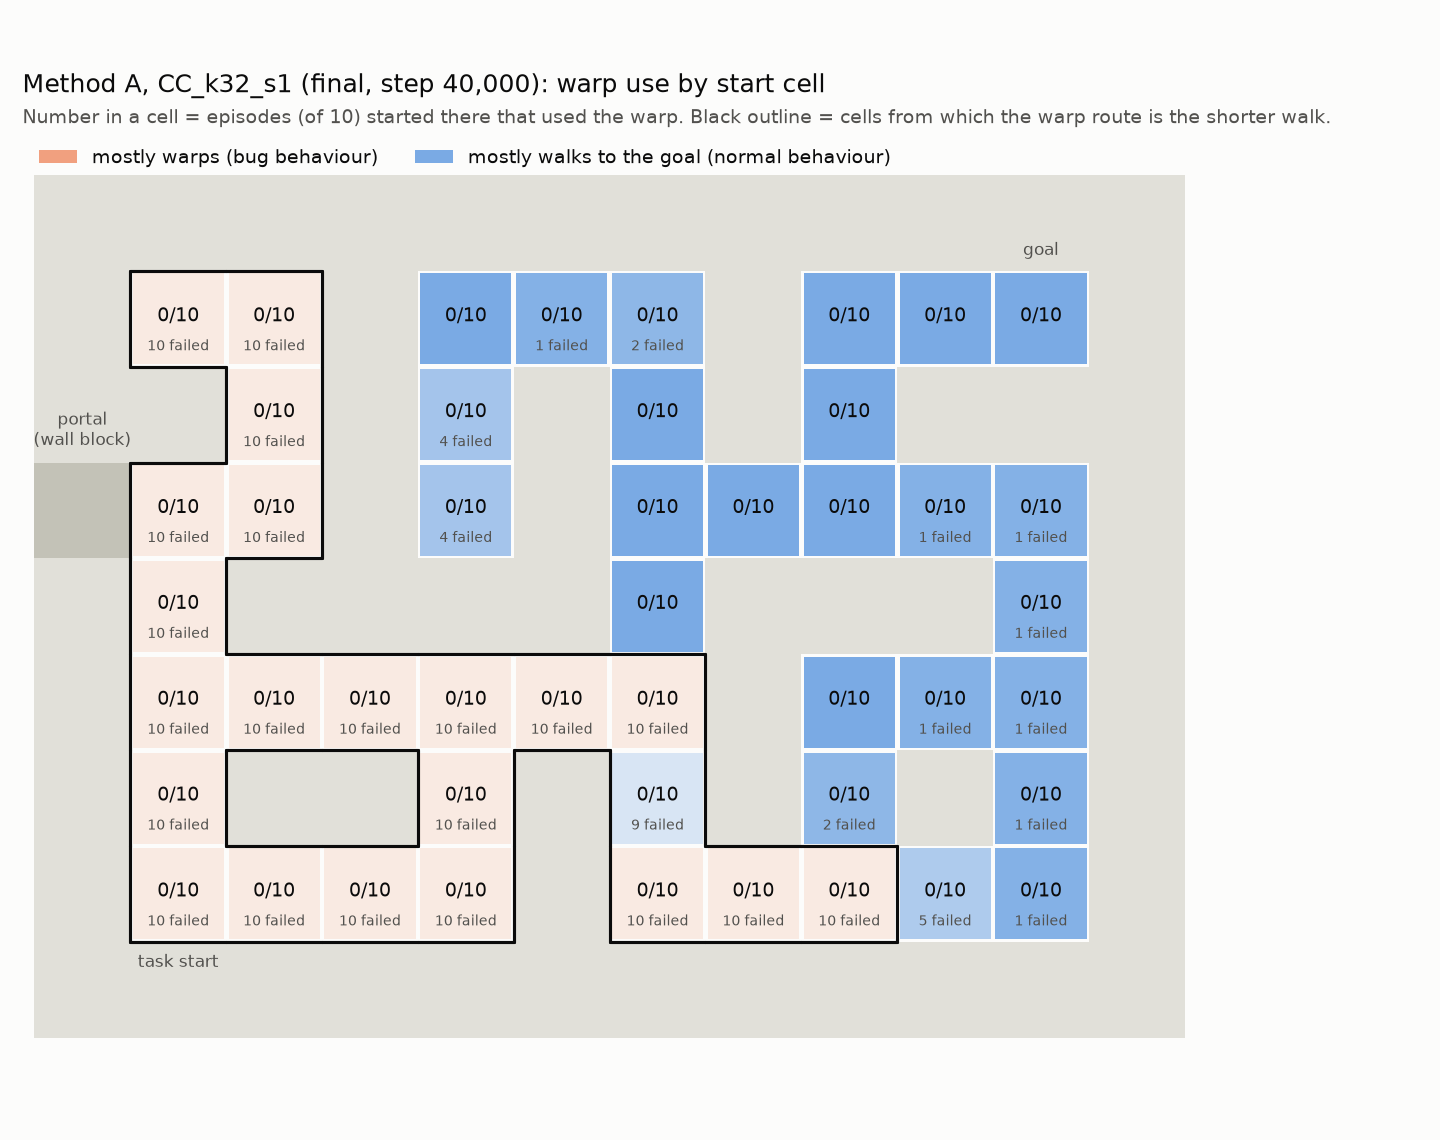 Method A, CC_k32_s1 (final, step 40,000): warp use by start cell
Number in a cell = episodes (of 10) started there that used the warp. Black outline = cells from which the warp route is the shorter walk.
mostly warps (bug behaviour) mostly walks to the goal (normal behaviour)
goal
0/10 0/10 0/10 0/10 0/10 0/10 0/10 0/10
10 failed 10 failed 1 failed 2 failed
0/10 0/10 0/10 0/10
portal
(wall block)
10 failed 4 failed
0/10 0/10 0/10 0/10 0/10 0/10 0/10 0/10
10 failed 10 failed 4 failed 1 failed 1 failed
0/10 0/10 0/10
10 failed 1 failed
0/10 0/10 0/10 0/10 0/10 0/10 0/10 0/10 0/10
10 failed 10 failed 10 failed 10 failed 10 failed 10 failed 1 failed 1 failed
0/10 0/10 0/10 0/10 0/10
10 failed 10 failed 9 failed 2 failed 1 failed
0/10 0/10 0/10 0/10 0/10 0/10 0/10 0/10 0/10
10 failed 10 failed 10 failed 10 failed 10 failed 10 failed 10 failed 5 failed 1 failed
task start